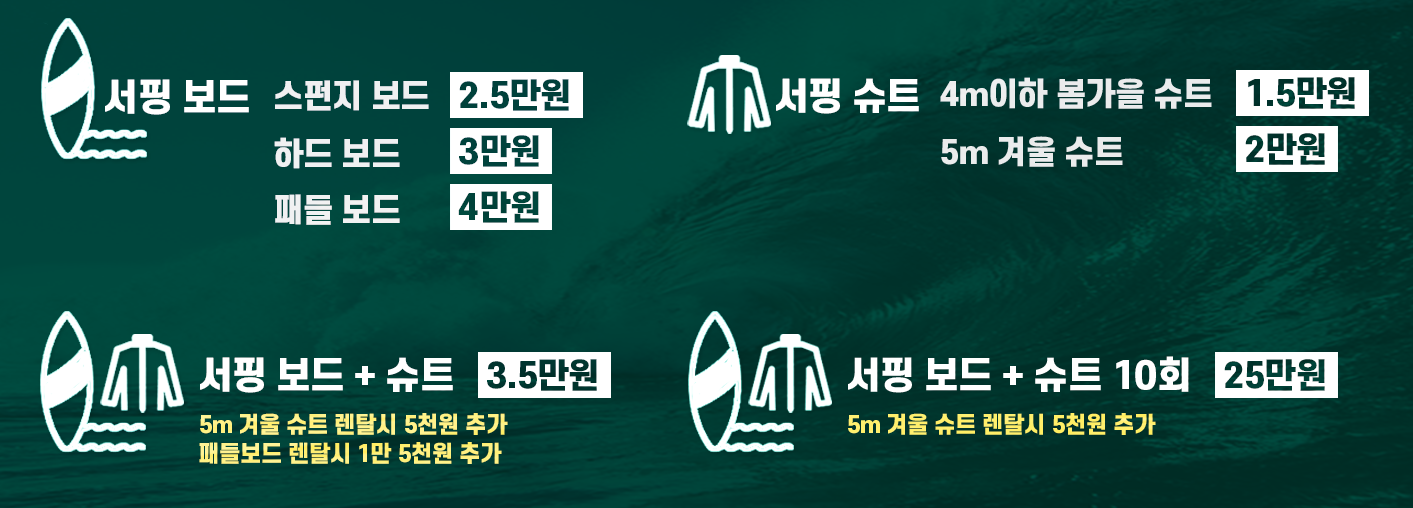 서핑 보드 스펀지 보드 2.5만원
하드 보드 3만원
패들 보드 4만원
서핑 슈트 4m이하 봄가을 슈트 1.5만원
5m 겨울 슈트 2만원
서핑 보드 + 슈트 3.5만원
5m 겨울 슈트 렌탈시 5천원 추가
패들보드 렌탈시 1만 5천원 추가
서핑 보드 + 슈트 10회 25만원
5m 겨울 슈트 렌탈시 5천원 추가